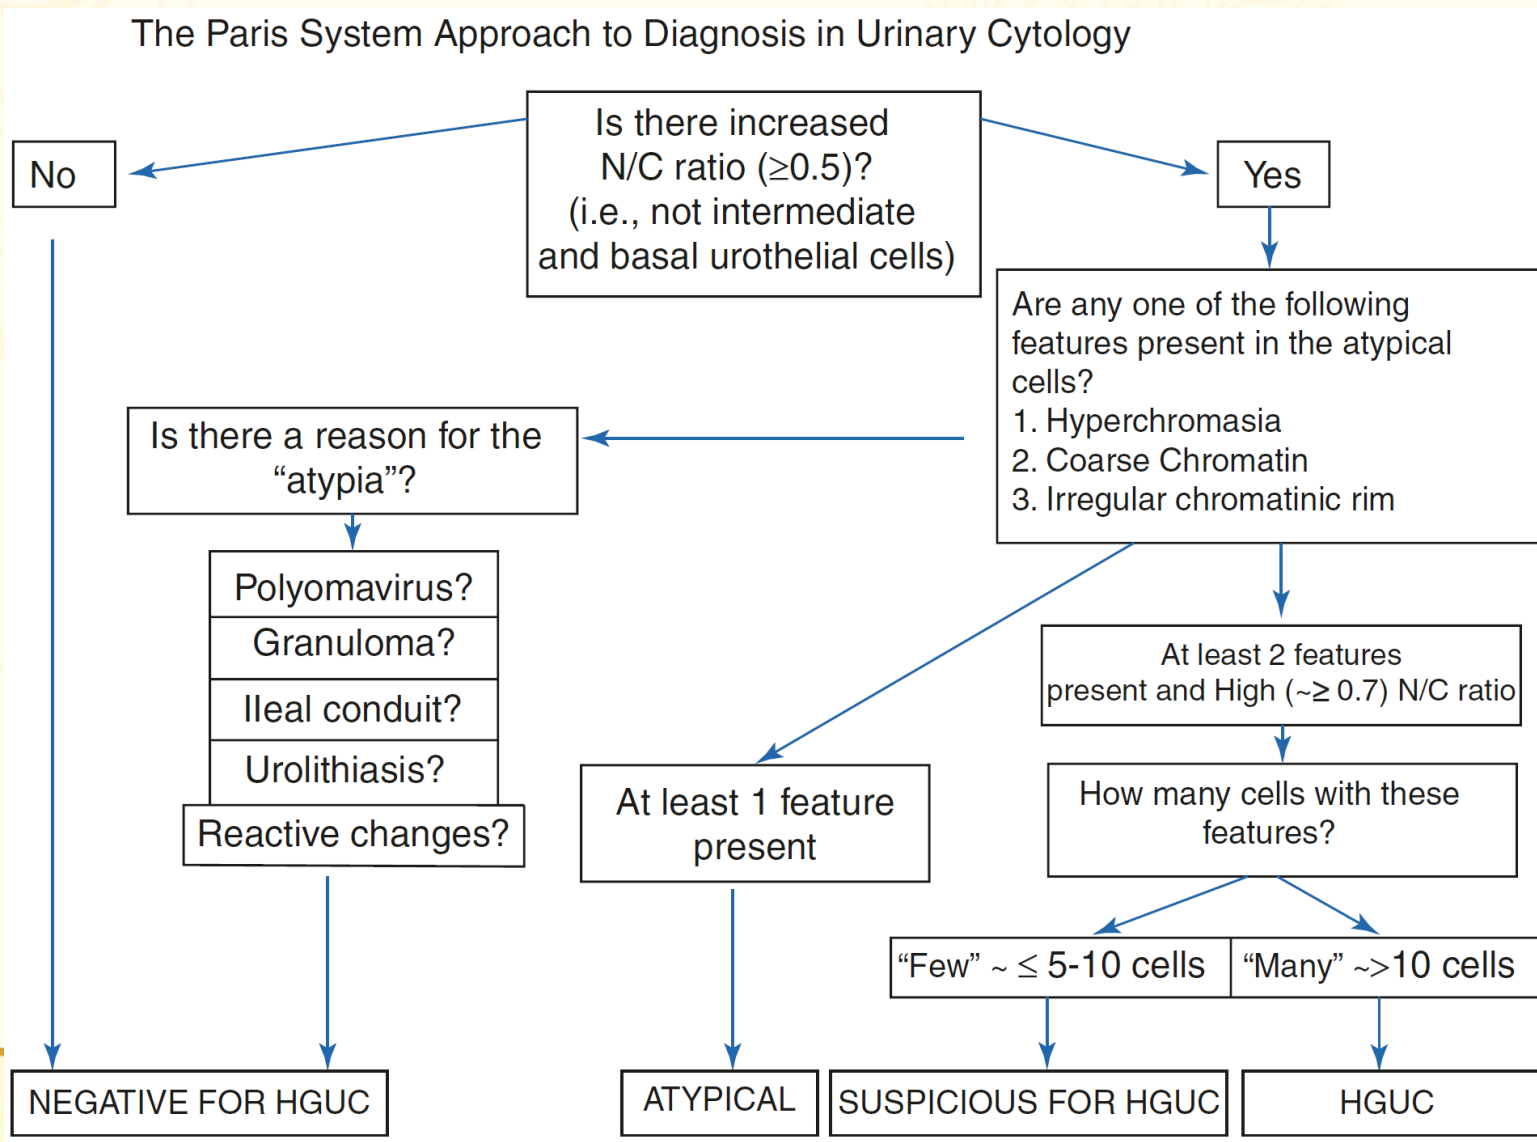 The Paris System Approach to Diagnosis in Urinary Cytology
Is there increased
N/C ratio (≥0.5)?
(i.e., not intermediate
and basal urothelial cells)
No
Yes
Are any one of the following
features present in the atypical
cells?
1. Hyperchromasia
2. Coarse Chromatin
3. Irregular chromatinic rim
Is there a reason for the
“atypia”?
Polyomavirus?
Granuloma?
Ileal conduit?
Urolithiasis?
Reactive changes?
At least 1 feature
present
At least 2 features
present and High (~≥ 0.7) N/C ratio
How many cells with these
features?
“Few” ~ ≤ 5-10 cells
“Many” ~>10 cells
NEGATIVE FOR HGUC
ATYPICAL
SUSPICIOUS FOR HGUC
HGUC